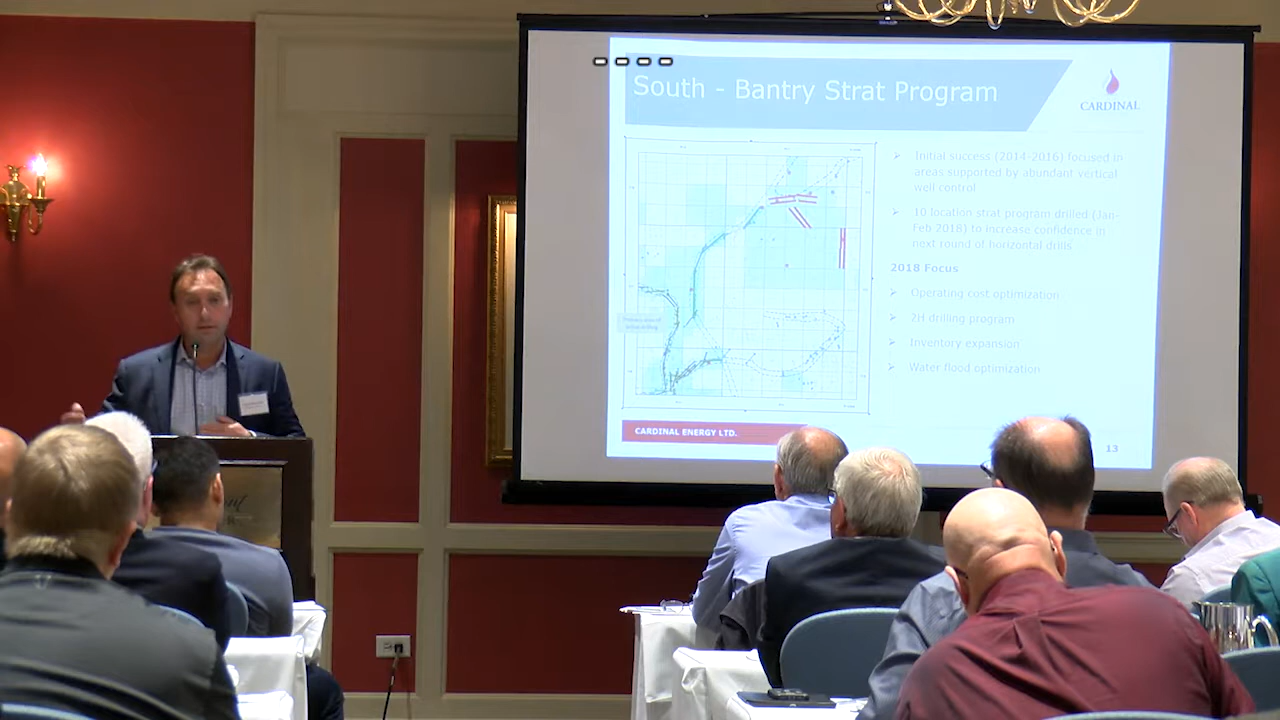 South - Bantry Strat Program
CARDINAL
➢ Initial success (2014-2016) focused in
areas supported by abundant vertical
well control
➢ 10 location strat program drilled (Jan-
Feb 2018) to increase confidence in
next round of horizontal drills
2018 Focus
➢ Operating cost optimization
➢ 2H drilling program
➢ Inventory expansion
➢ Water flood optimization
CARDINAL ENERGY LTD.
13